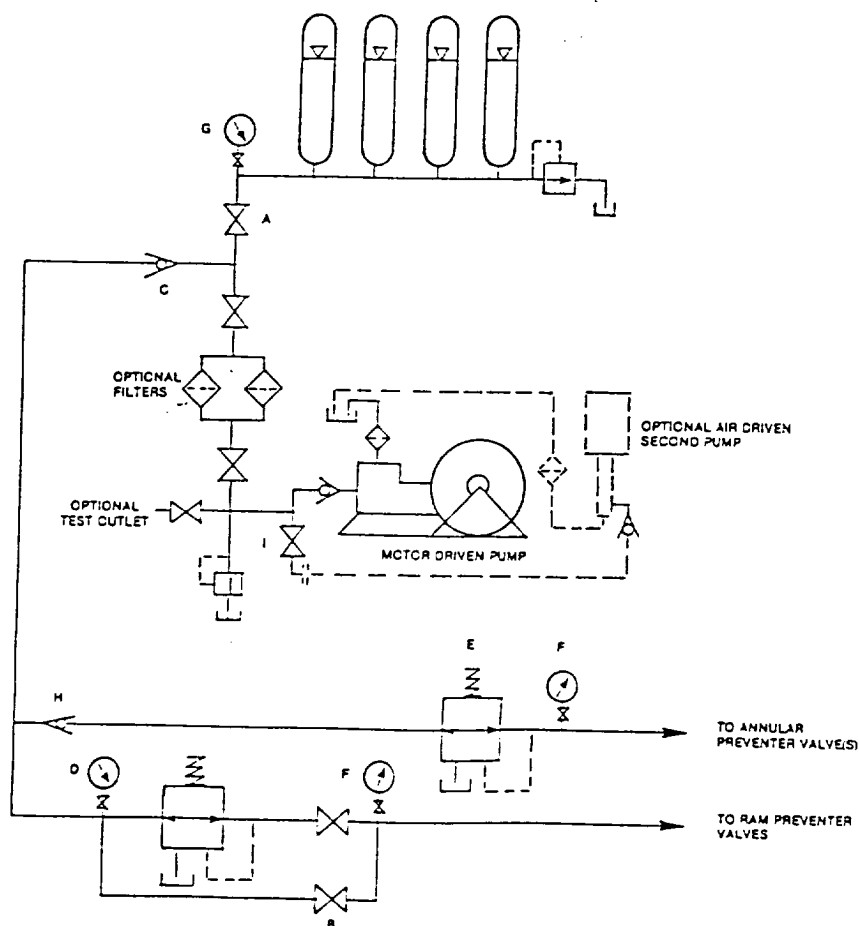 G
A
C
OPTIONAL
FILTERS
OPTIONAL AIR DRIVEN
SECOND PUMP
OPTIONAL
TEST OUTLET
I
MOTOR DRIVEN PUMP
E
F
H
TO ANNULAR
PREVENTER VALVE(S)
D
F
TO RAM PREVENTER
VALVES
B